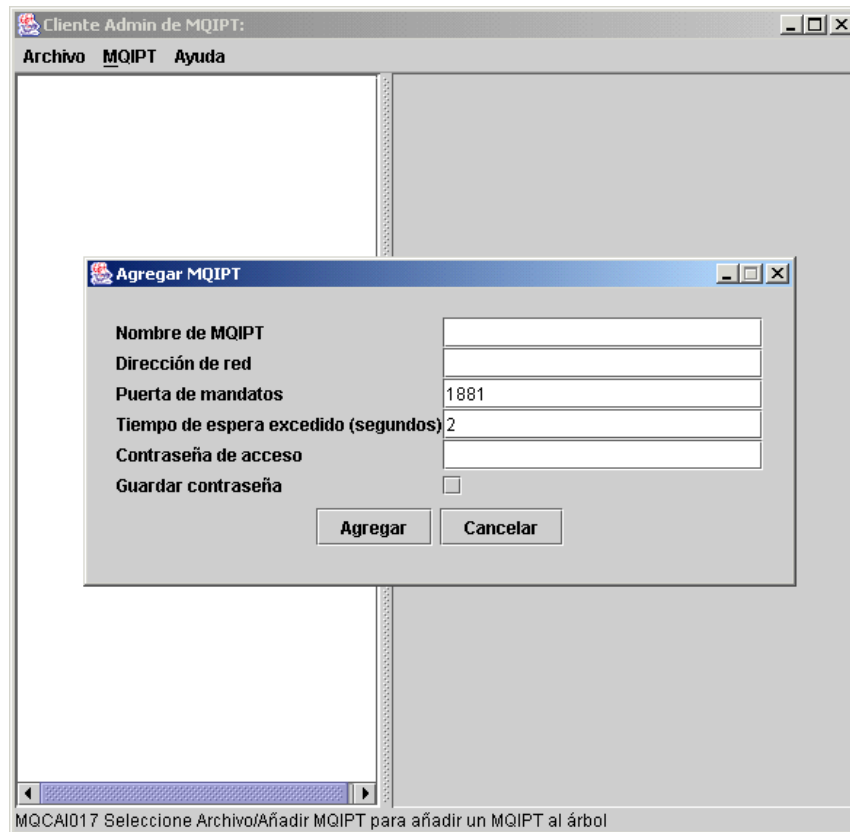 Cliente Admin de MQIPT:
Archivo MQIPT Ayuda
Agregar MQIPT
Nombre de MQIPT
Dirección de red
Puerta de mandatos 1881
Tiempo de espera excedido (segundos) 2
Contraseña de acceso
Guardar contraseña
Agregar Cancelar
MQCAI017 Seleccione Archivo/Añadir MQIPT para añadir un MQIPT al árbol